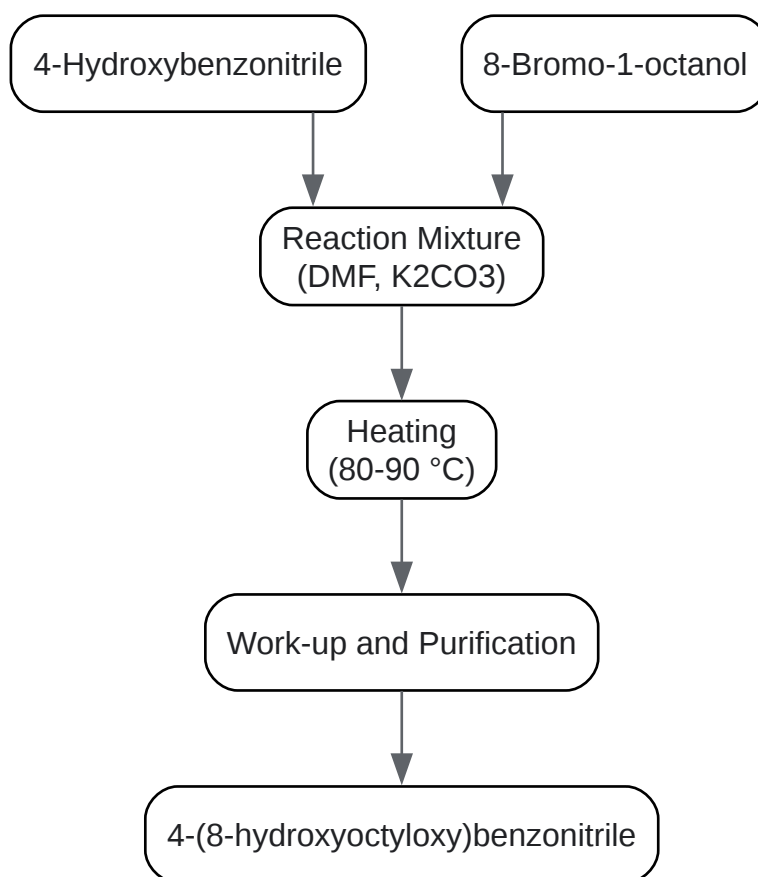 4-Hydroxybenzonitrile
8-Bromo-1-octanol
Reaction Mixture
(DMF, K2CO3)
Heating
(80-90 °C)
Work-up and Purification
4-(8-hydroxyoctyloxy)benzonitrile